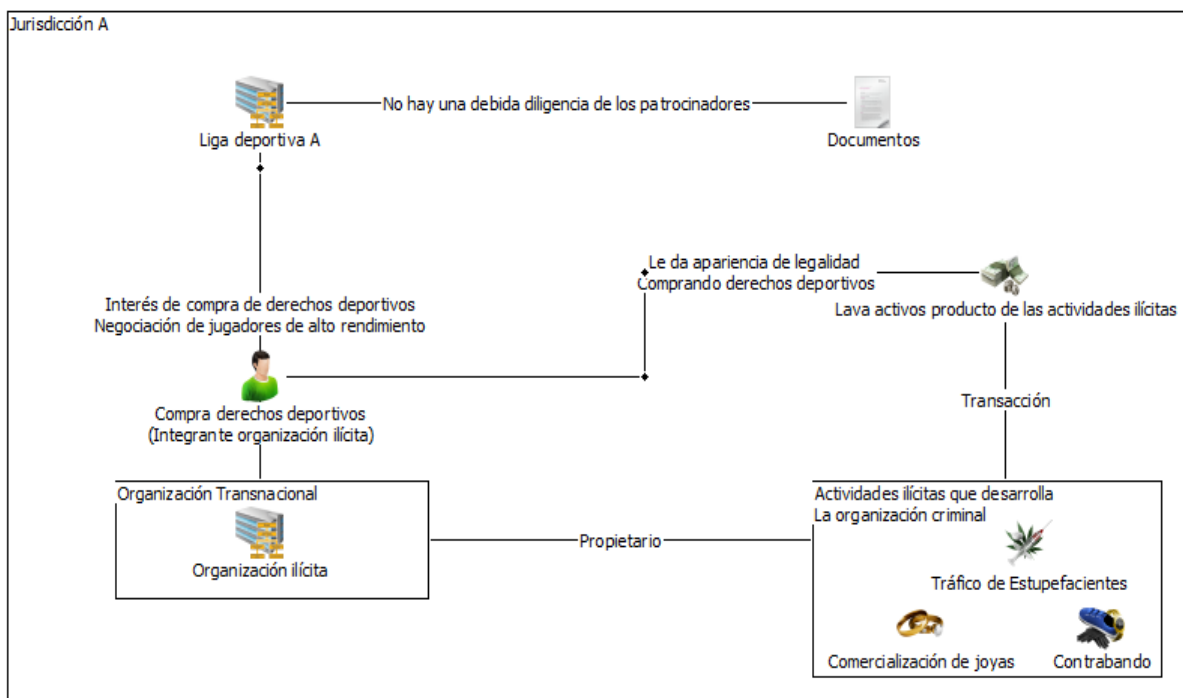 Jurisdicción A
No hay una debida diligencia de los patrocinadores
Liga deportiva A
Documentos
Le da apariencia de legalidad
Comprando derechos deportivos
Interés de compra de derechos deportivos
Negociación de jugadores de alto rendimiento
Lava activos producto de las actividades ilícitas
Transacción
Compra derechos deportivos
(Integrante organización ilícita)
Organización Transnacional
Organización ilícita
Propietario
Actividades ilícitas que desarrolla
La organización criminal
Tráfico de Estupefacientes
Comercialización de joyas
Contrabando